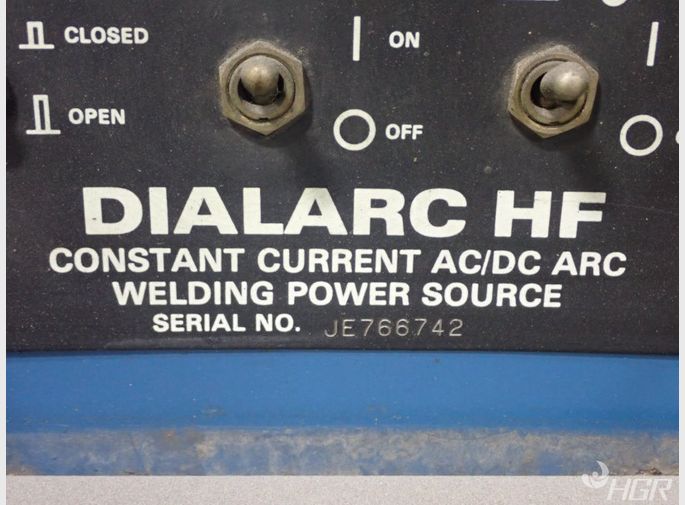 CLOSED
ON
OPEN
OFF
DIALARC HF
CONSTANT CURRENT AC/DC ARC
WELDING POWER SOURCE
SERIAL NO. JE766742
HGR